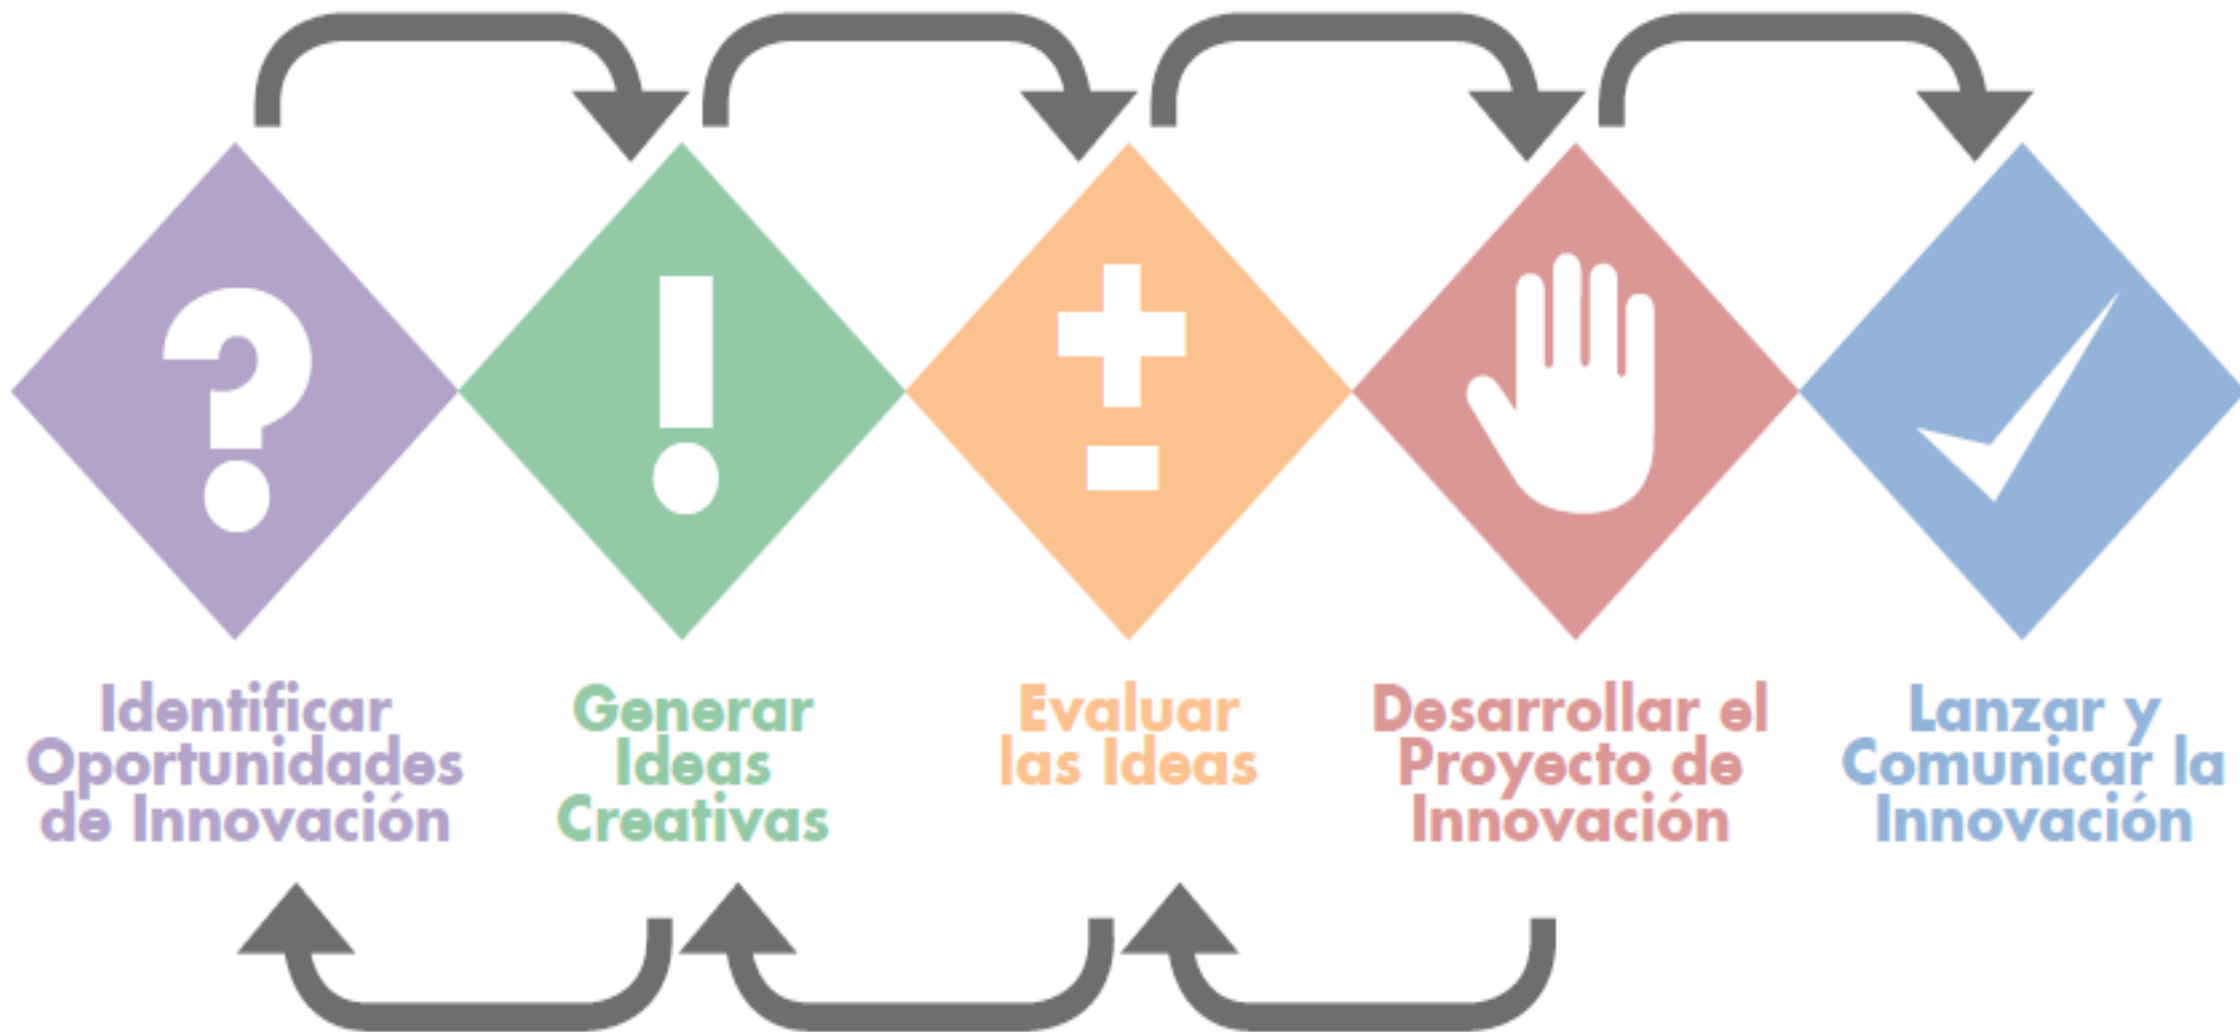 ?
!
+
-
Identificar
Oportunidades
de Innovación
Generar
Ideas
Creativas
Evaluar
las Ideas
Desarrollar el
Proyecto de
Innovación
Lanzar y
Comunicar la
Innovación